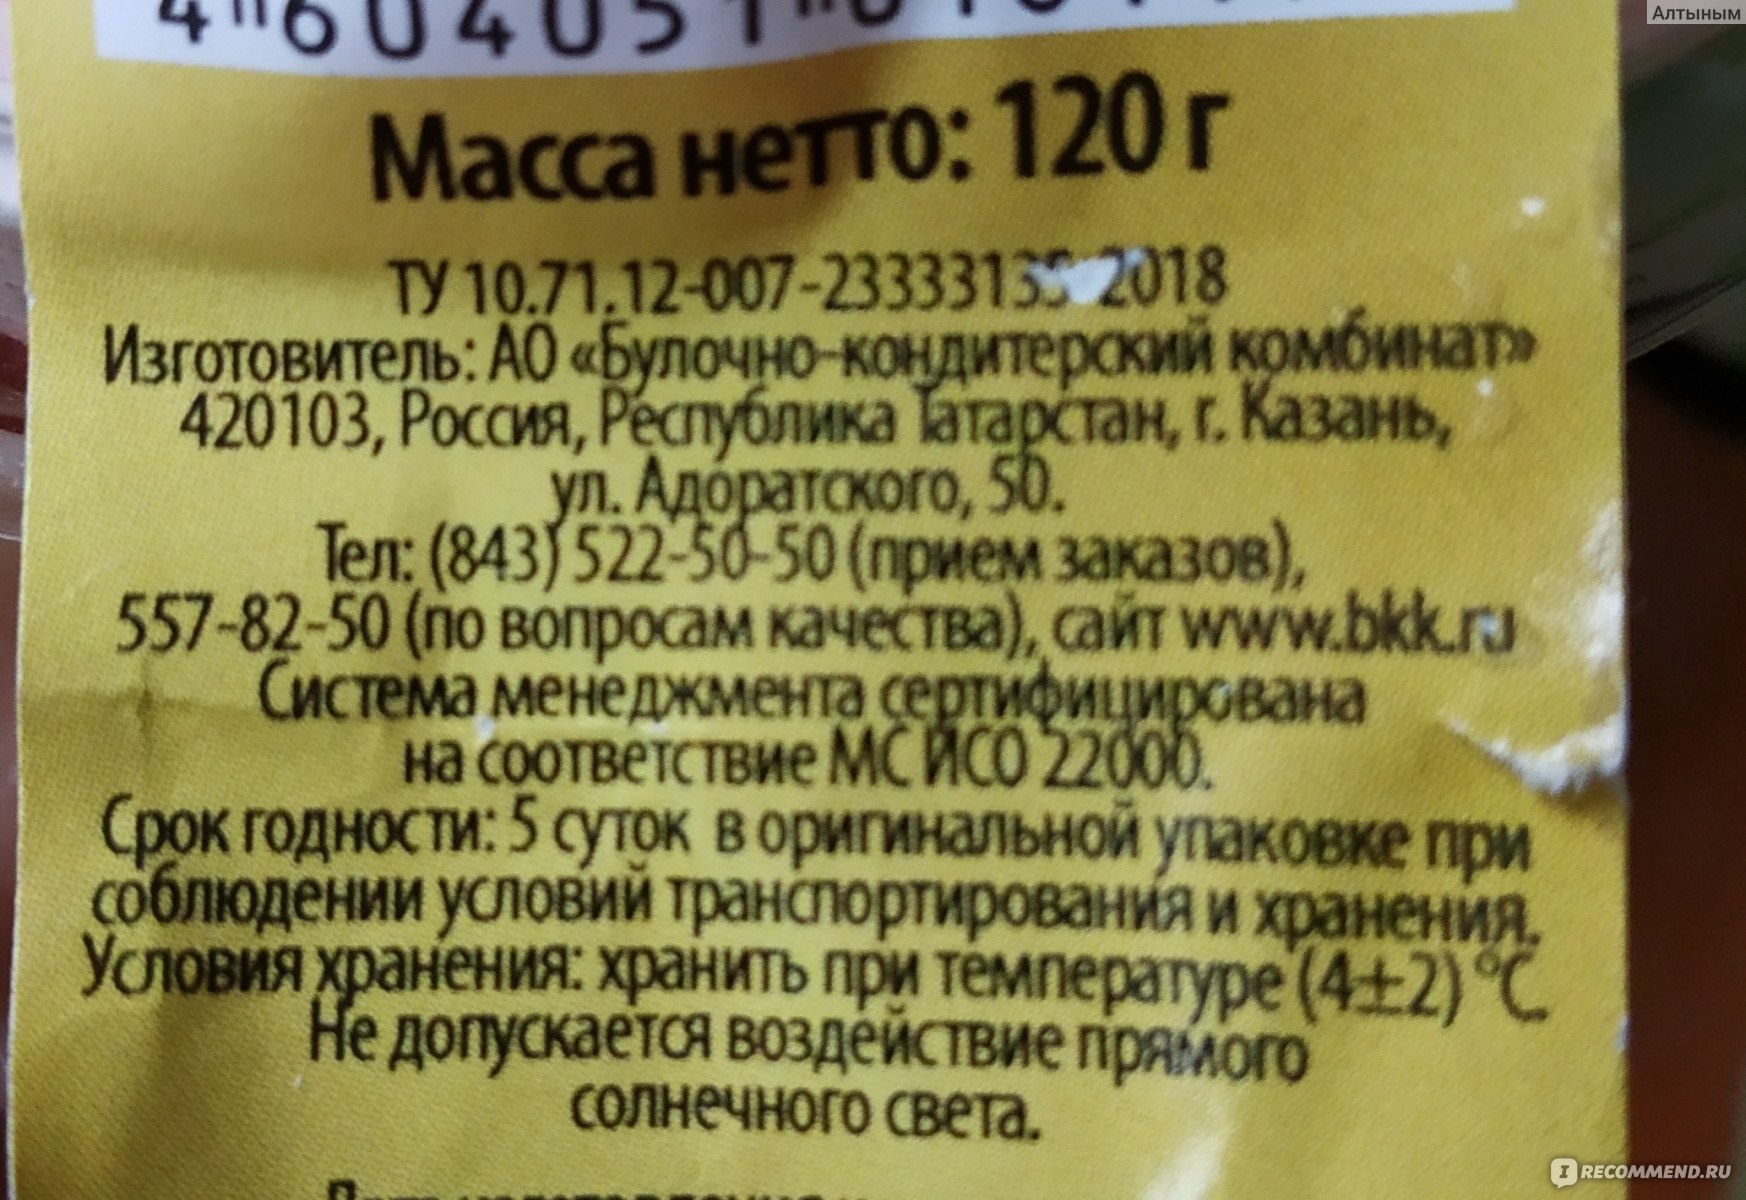 Алтыным
Масса нетто: 120 г
ТУ 10.71.12-007-23333135-2018
Изготовитель: АО «Булочно-кондитерский комбинат»
420103, Россия, Республика Татарстан, г. Казань,
ул. Адоратского, 50.
Тел: (843) 522-50-50 (прием заказов),
557-82-50 (по вопросам качества), сайт www.bkk.ru
Система менеджмента сертифицирована
на соответствие МС ИСО 22000.
Срок годности: 5 суток в оригинальной упаковке при
соблюдении условий транспортирования и хранения.
Условия хранения: хранить при температуре (4±2) °С.
Не допускается воздействие прямого
солнечного света.
IRECOMMEND.RU